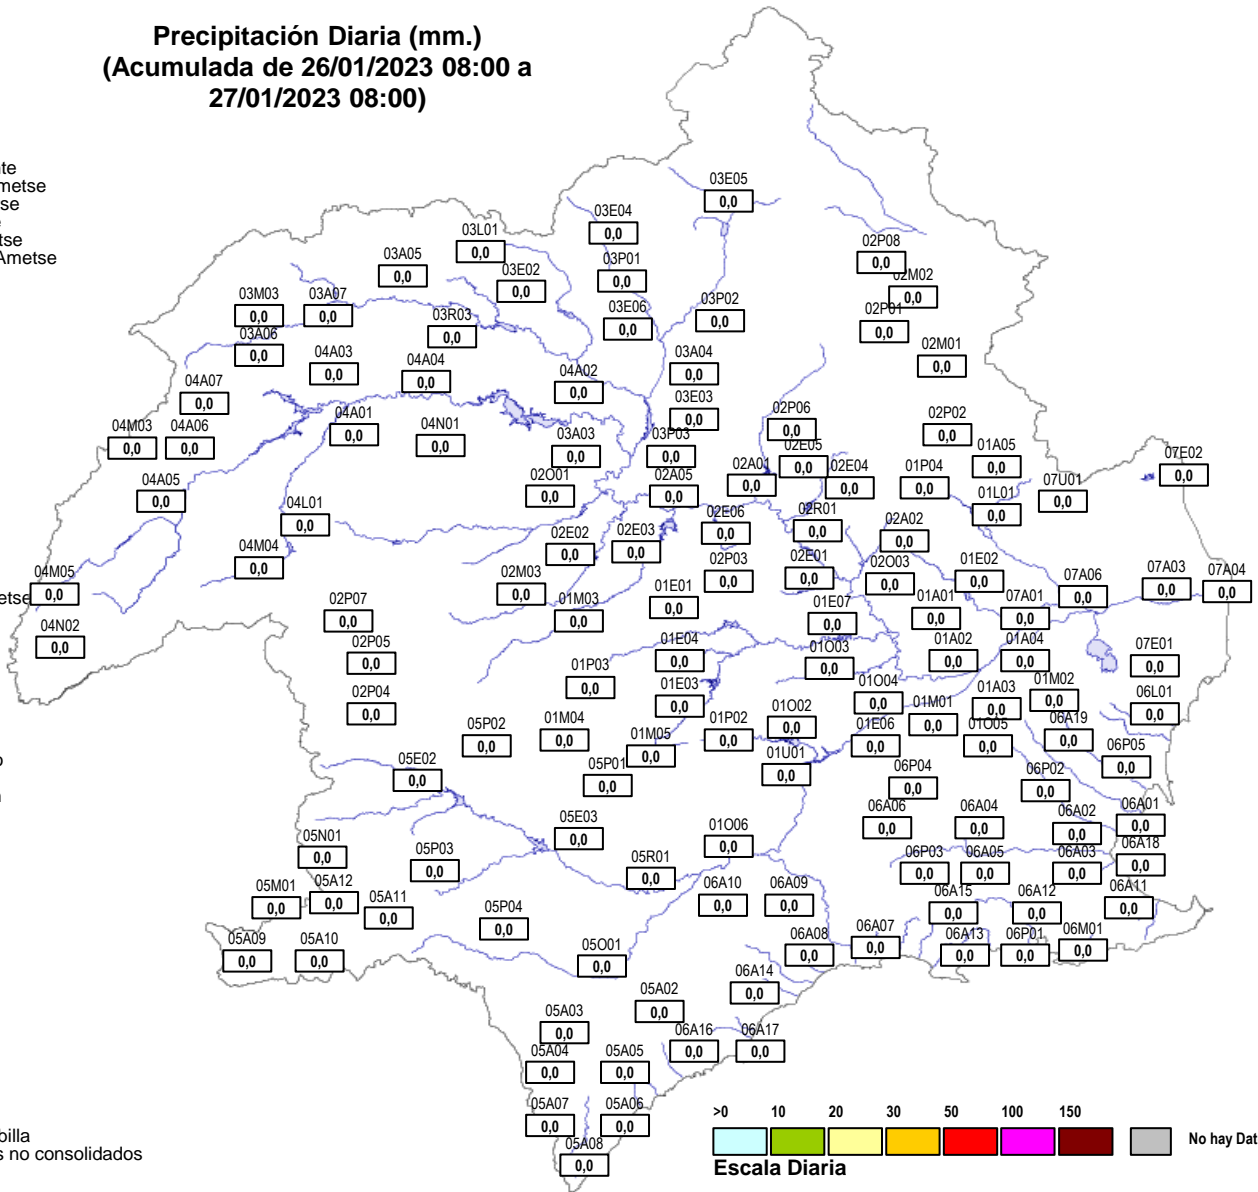 Precipitación Diaria (mm.)
(Acumulada de 26/01/2023 08:00 a
27/01/2023 08:00)
nte
metse
tse
e
tse
Ametse
etse
o
n
billa
s no consolidados
03E05
0,0
03E04
0,0
03L01
0,0
03A05
0,0
03P01
0,0
03E02
0,0
02P08
0,0
02M02
0,0
03M03
0,0
03A07
0,0
03R03
0,0
03E06
0,0
03P02
0,0
02P01
0,0
03A06
0,0
04A03
0,0
04A04
0,0
04A02
0,0
03A04
0,0
02M01
0,0
04A07
0,0
03E03
0,0
04M03
0,0
04A06
0,0
04A01
0,0
04N01
0,0
03A03
0,0
03P03
0,0
02P06
0,0
02E05
0,0
02P02
0,0
01A05
0,0
07E02
0,0
04A05
0,0
02O01
0,0
02A05
0,0
02A01
0,0
02E04
0,0
01P04
0,0
01L01
0,0
07U01
0,0
04L01
0,0
02E02
0,0
02E03
0,0
02E06
0,0
02R01
0,0
02A02
0,0
04M04
0,0
04M05
0,0
02M03
0,0
01M03
0,0
01E01
0,0
02P03
0,0
02E01
0,0
02O03
0,0
01E02
0,0
07A06
0,0
07A03
0,0
07A04
0,0
04N02
0,0
02P07
0,0
01E07
0,0
01A01
0,0
07A01
0,0
02P05
0,0
01E04
0,0
01O03
0,0
01A02
0,0
01A04
0,0
07E01
0,0
02P04
0,0
01P03
0,0
01E03
0,0
01O04
0,0
01A03
0,0
01M02
0,0
06L01
0,0
05P02
0,0
01M04
0,0
01M05
0,0
01P02
0,0
01O02
0,0
01E06
0,0
01M01
0,0
01O05
0,0
06A19
0,0
06P05
0,0
05E02
0,0
05P01
0,0
01U01
0,0
06P04
0,0
06P02
0,0
05E03
0,0
01O06
0,0
06A06
0,0
06A04
0,0
06A02
0,0
06A01
0,0
05N01
0,0
05P03
0,0
05R01
0,0
06P03
0,0
06A05
0,0
06A03
0,0
06A18
0,0
05M01
0,0
05A12
0,0
05A11
0,0
06A10
0,0
06A09
0,0
06A15
0,0
06A12
0,0
06A11
0,0
05P04
0,0
05A09
0,0
05A10
0,0
05O01
0,0
06A08
0,0
06A07
0,0
06A13
0,0
06P01
0,0
06M01
0,0
05A02
0,0
06A14
0,0
05A03
0,0
06A16
0,0
06A17
0,0
05A04
0,0
05A05
0,0
05A07
0,0
05A06
0,0
05A08
0,0
>0 10 20 30 50 100 150
No hay Dat
Escala Diaria